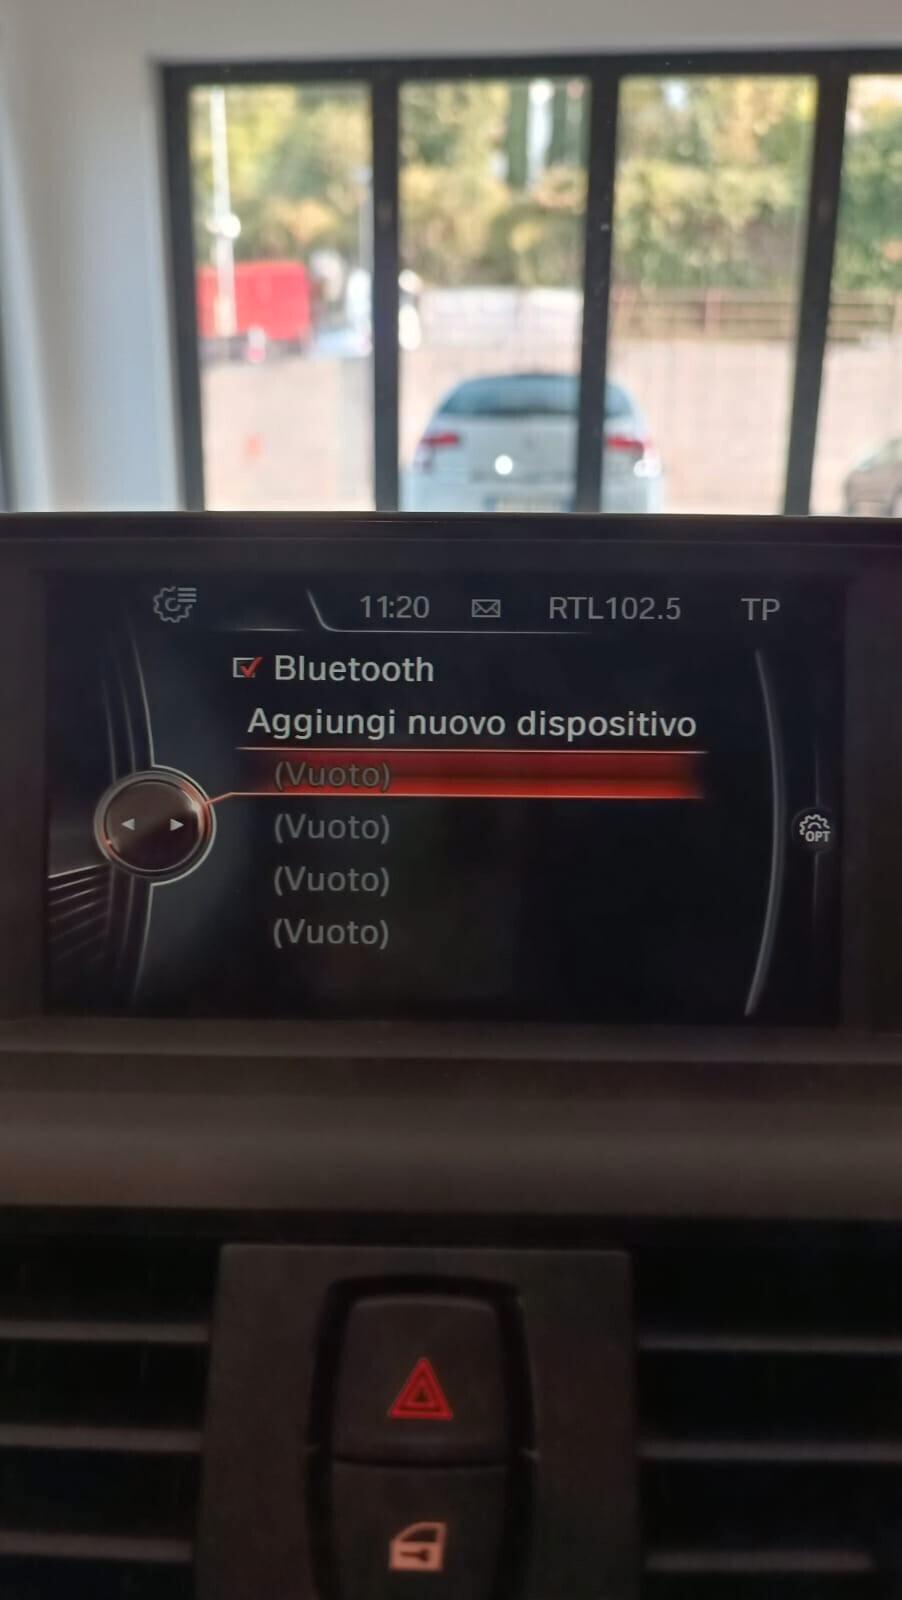 11:20 RTL102.5 TP
Bluetooth
Aggiungi nuovo dispositivo
(Vuoto)
(Vuoto)
OPT
(Vuoto)
(Vuoto)